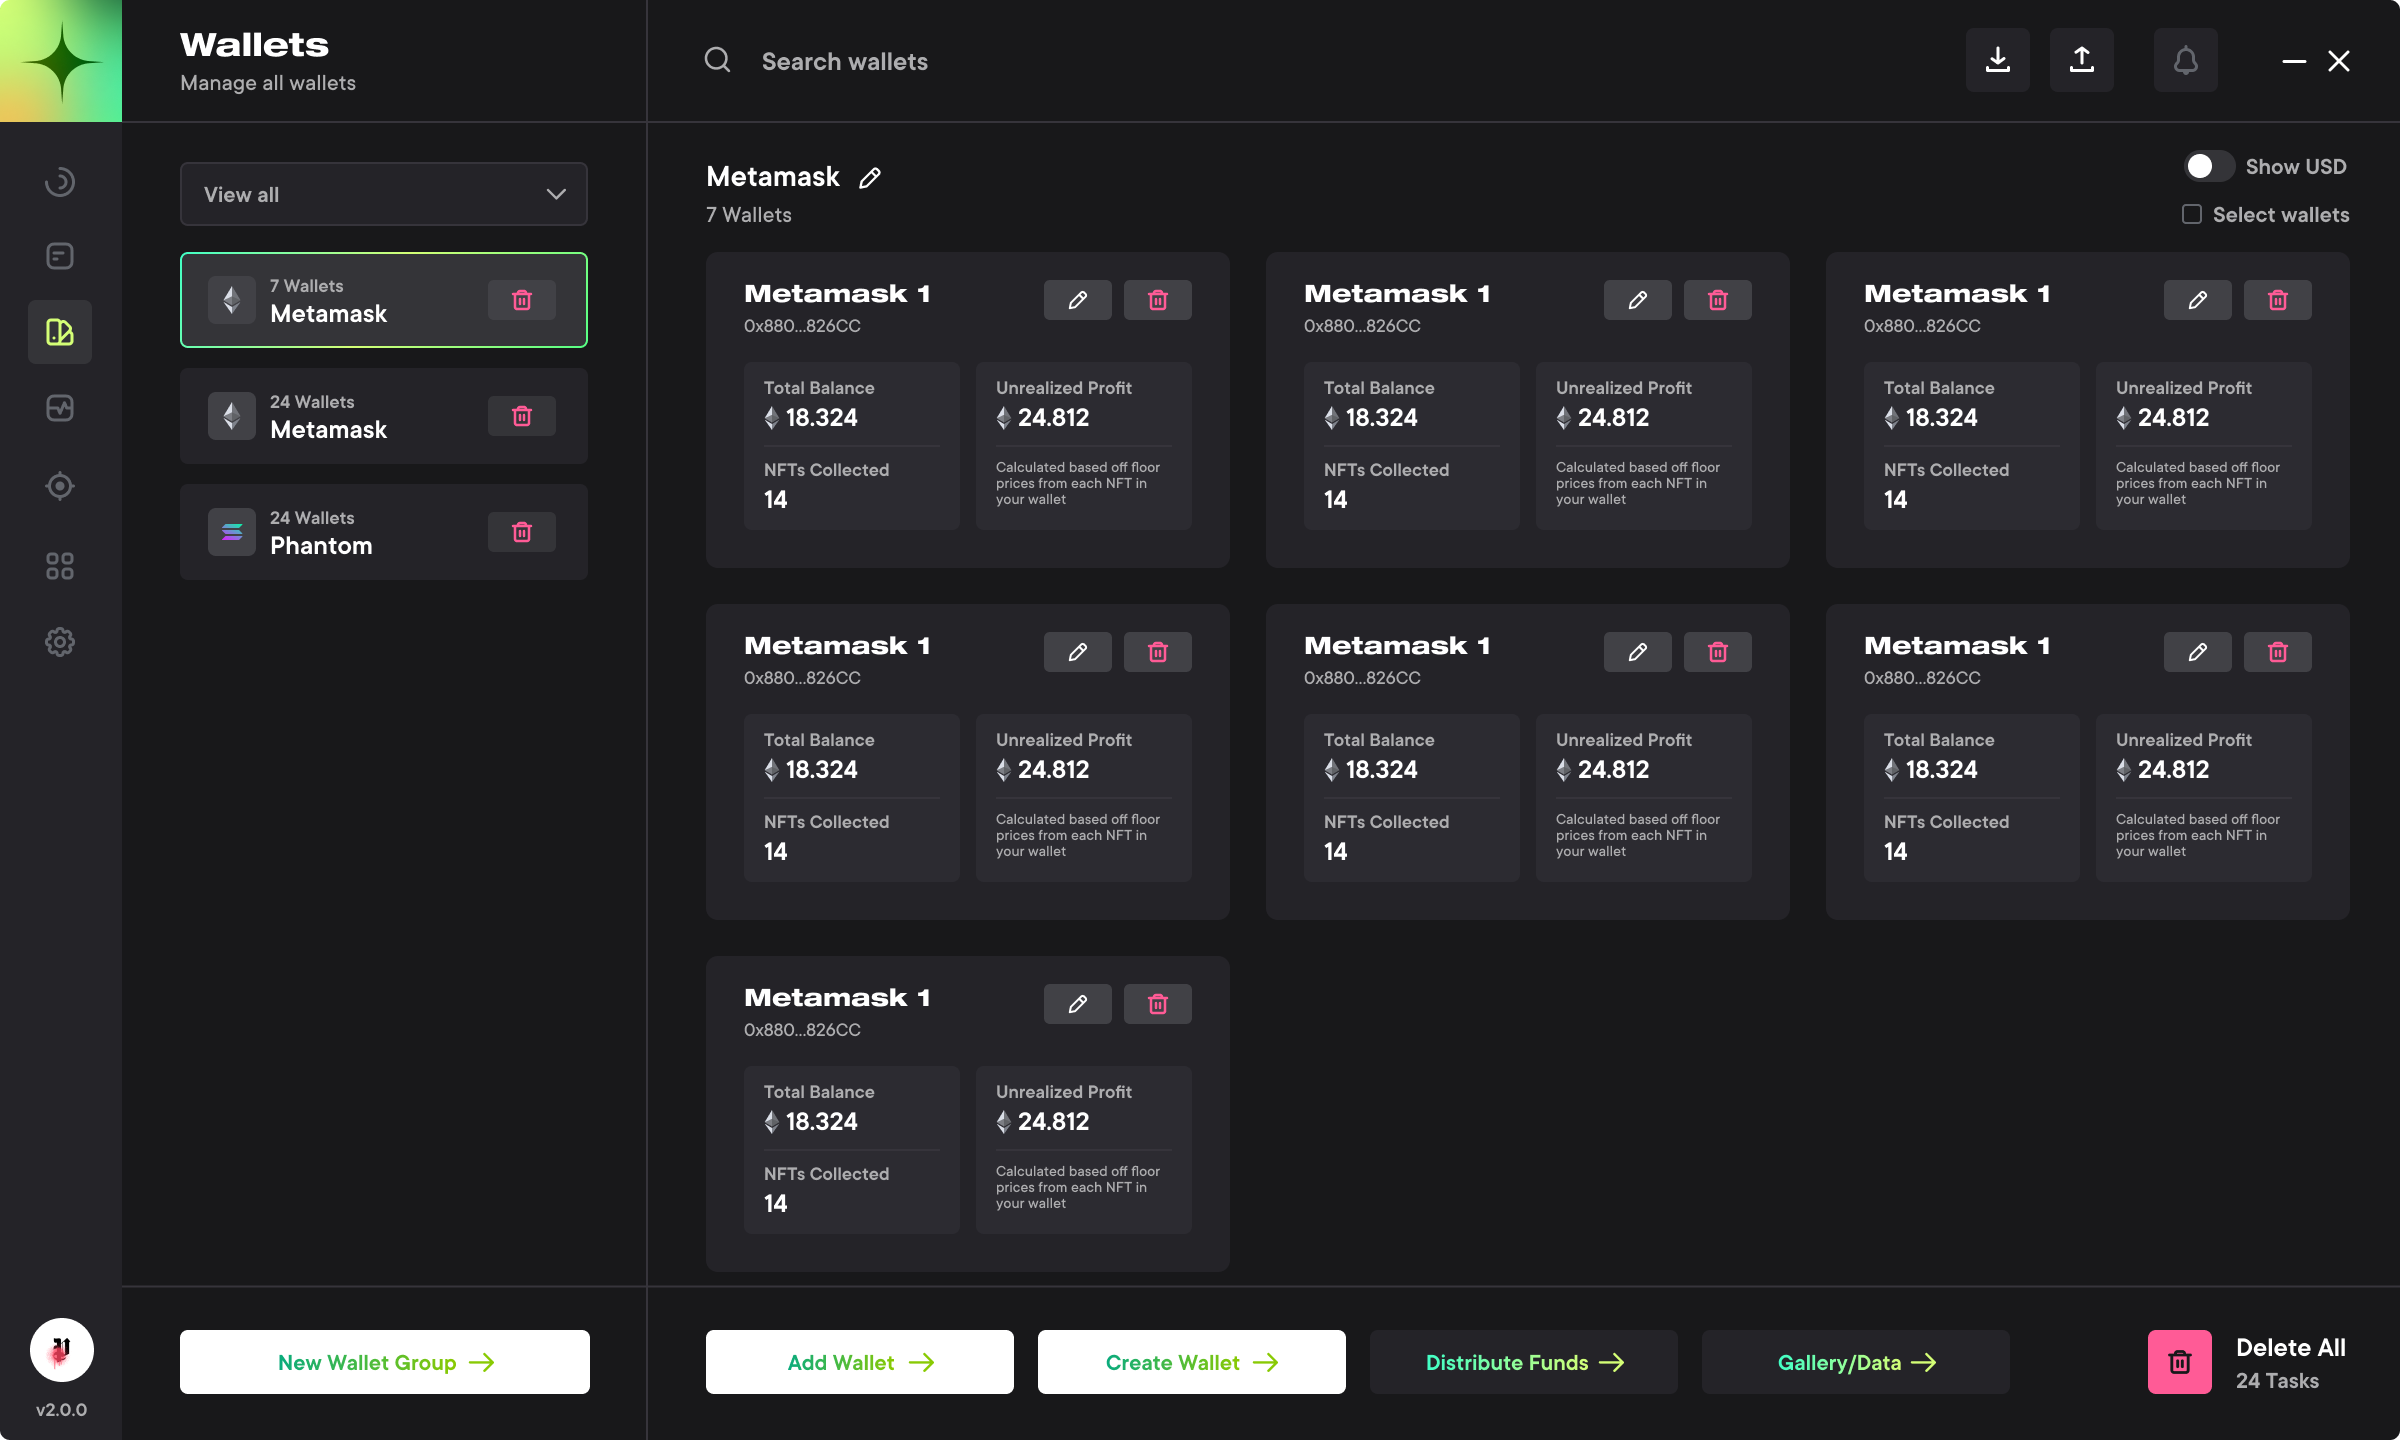 Wallets
Manage all wallets
Search wallets
View all
7 Wallets
Metamask
24 Wallets
Metamask
24 Wallets
Phantom
Metamask
7 Wallets
Show USD
Select wallets
Metamask 1
0x880...826CC
Total Balance
18.324
NFTs Collected
14
Unrealized Profit
24.812
Calculated based off floor
prices from each NFT in
your wallet
Metamask 1
0x880...826CC
Total Balance
18.324
NFTs Collected
14
Unrealized Profit
24.812
Calculated based off floor
prices from each NFT in
your wallet
Metamask 1
0x880...826CC
Total Balance
18.324
NFTs Collected
14
Unrealized Profit
24.812
Calculated based off floor
prices from each NFT in
your wallet
Metamask 1
0x880...826CC
Total Balance
18.324
NFTs Collected
14
Unrealized Profit
24.812
Calculated based off floor
prices from each NFT in
your wallet
Metamask 1
0x880...826CC
Total Balance
18.324
NFTs Collected
14
Unrealized Profit
24.812
Calculated based off floor
prices from each NFT in
your wallet
Metamask 1
0x880...826CC
Total Balance
18.324
NFTs Collected
14
Unrealized Profit
24.812
Calculated based off floor
prices from each NFT in
your wallet
Metamask 1
0x880...826CC
Total Balance
18.324
NFTs Collected
14
Unrealized Profit
24.812
Calculated based off floor
prices from each NFT in
your wallet
v2.0.0
New Wallet Group
Add Wallet
Create Wallet
Distribute Funds
Gallery/Data
Delete All
24 Tasks